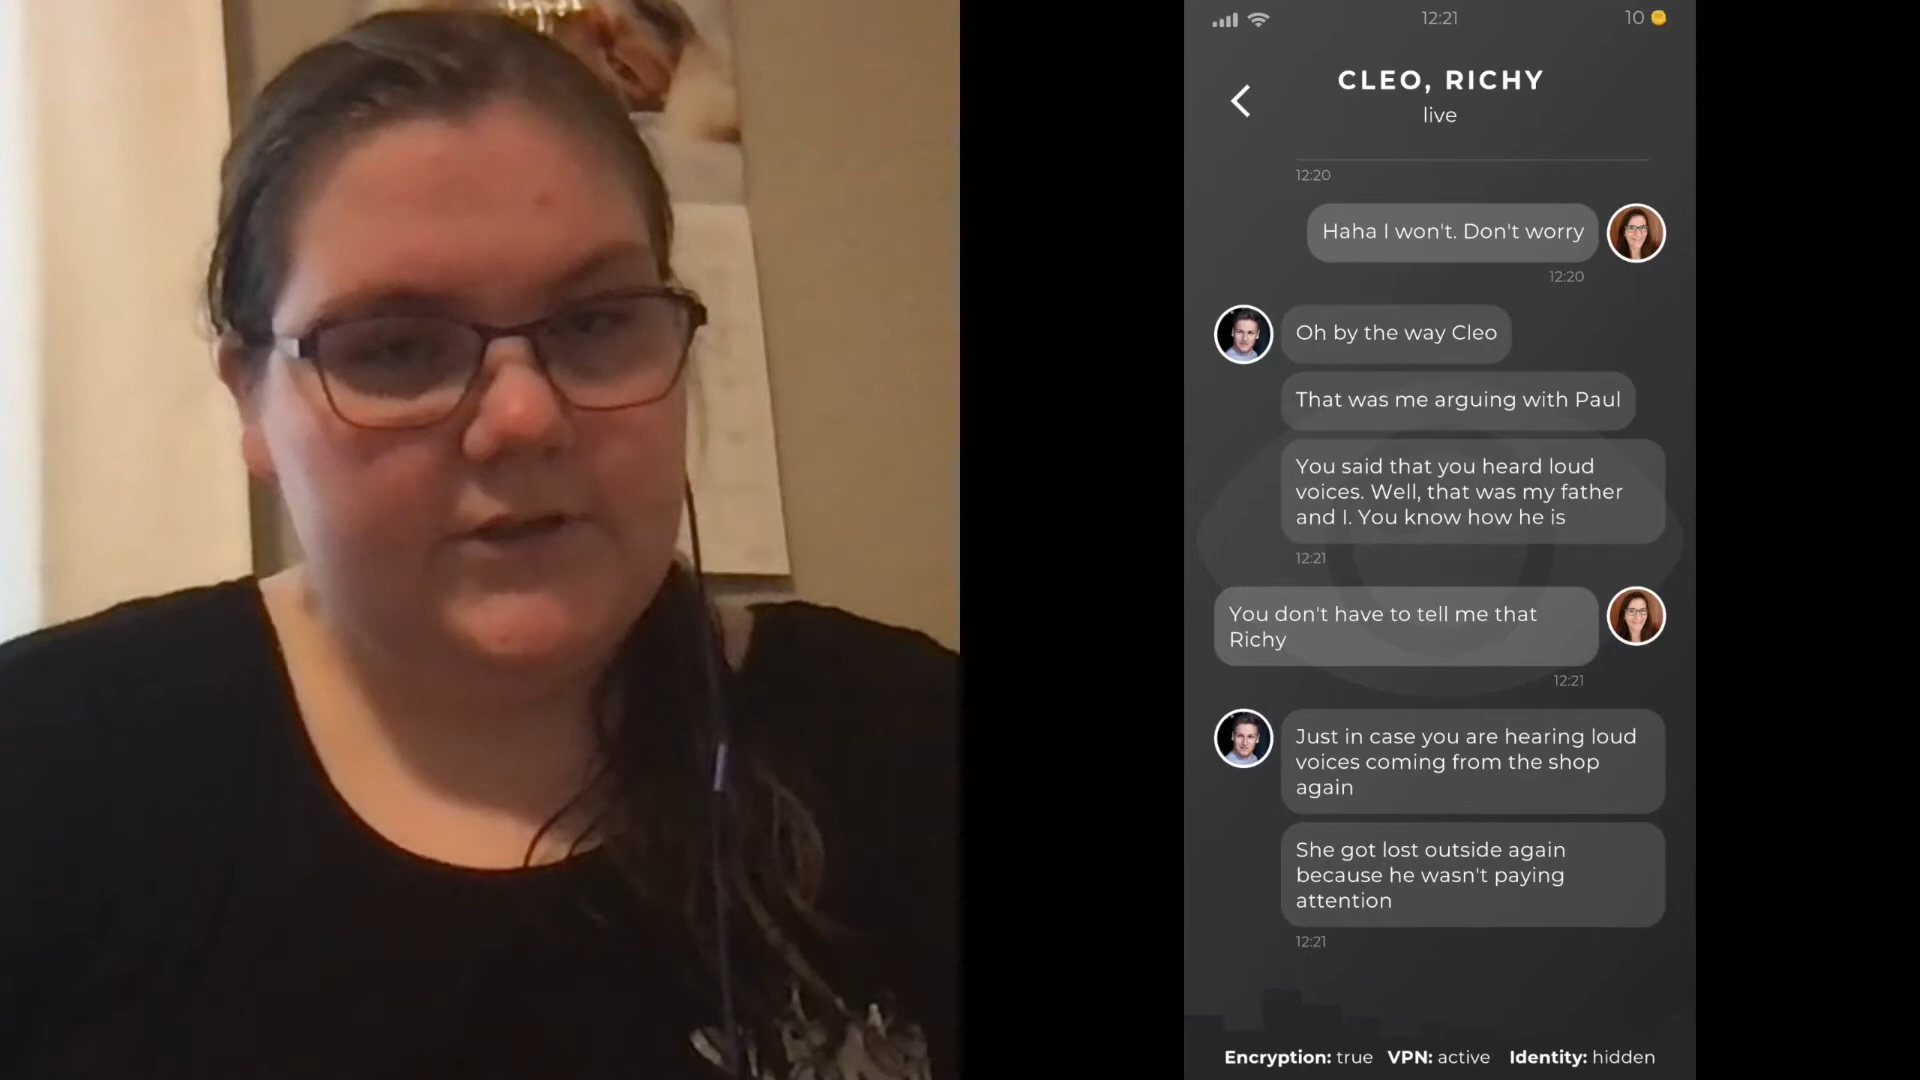 12:21
10
CLEO, RICHY
live
12:20
Haha I won't. Don't worry
12:20
Oh by the way Cleo
That was me arguing with Paul
You said that you heard loud
voices. Well, that was my father
and I. You know how he is
12:21
You don't have to tell me that
Richy
12:21
Just in case you are hearing loud
voices coming from the shop
again
She got lost outside again
because he wasn't paying
attention
12:21
Encryption: true VPN: active Identity: hidden